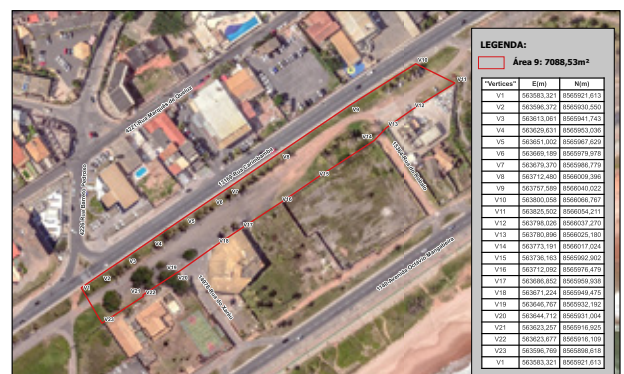 LEGENDA:
Área 9: 7088,53m²
"Vertices" E(m) N(m)
V1 563583,321 8565921,613
V2 563596,372 8565930,550
V3 563613,061 8565941,743
V4 563629,631 8565953,036
V5 563651,002 8565967,629
V6 563669,189 8565979,978
V7 563679,370 8565986,779
V8 563712,480 8566009,396
V9 563757,589 8566040,022
V10 563800,058 8566066,767
V11 563825,502 8566054,211
V12 563798,026 8566037,270
V13 563780,896 8566025,180
V14 563773,191 8566017,024
V15 563736,163 8565992,902
V16 563712,092 8565976,479
V17 563686,852 8565959,938
V18 563671,224 8565949,475
V19 563646,767 8565932,192
V20 563644,712 8565931,004
V21 563623,257 8565916,925
V22 563623,677 8565916,109
V23 563596,769 8565898,618
V1 563583,321 8565921,613
V10
V11
V12
V13
V9
V14
V8
V15
V7
V16
V6
V5
V17
V4
V18
V3
V19
V2
V20
V1
V21
V22
V23